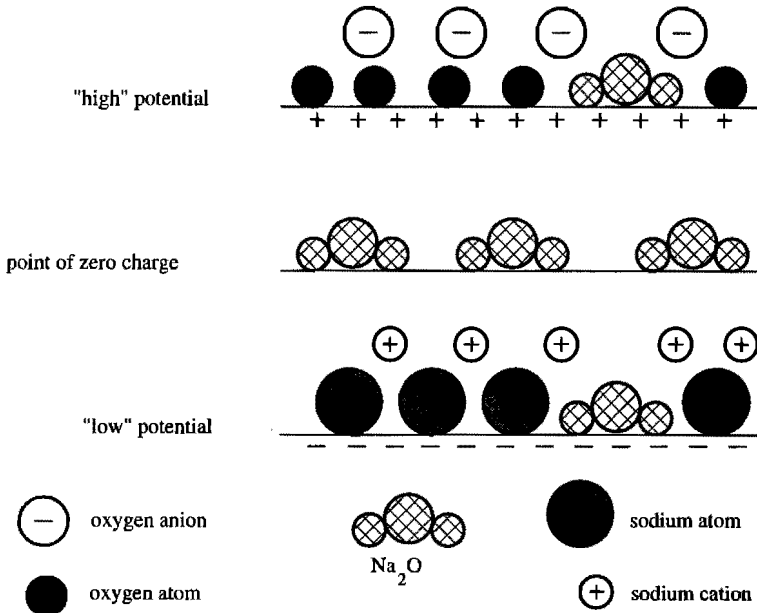 − − − −
"high" potential
+ + + + + + + + + + +
point of zero charge
+ + + + +
"low" potential
− − − − − − − − − − − −
− oxygen anion
sodium atom
Na₂O
oxygen atom
+ sodium cation